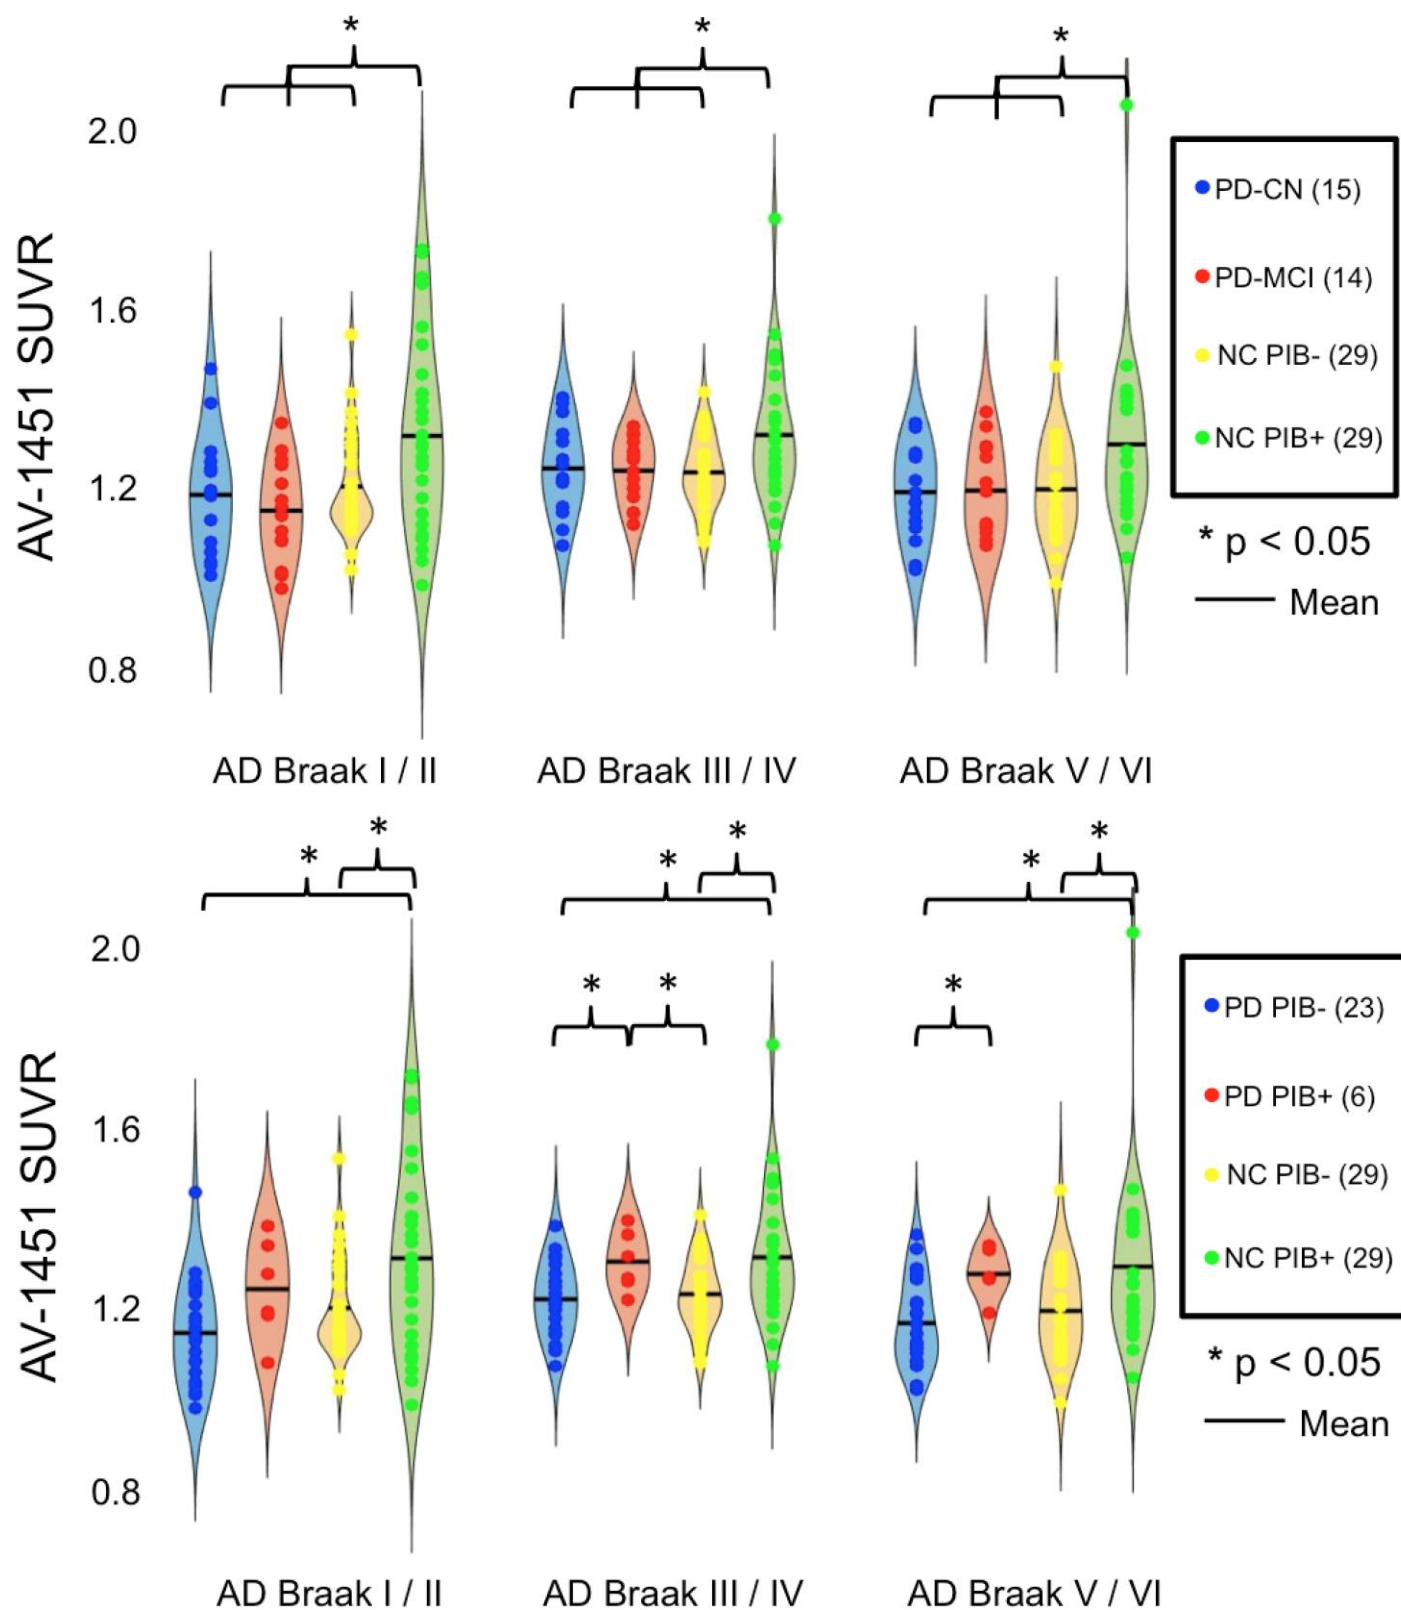 *
*
*
2.0
1.6
1.2
0.8
AV-1451 SUVR
PD-CN (15)
PD-MCI (14)
NC PIB- (29)
NC PIB+ (29)
* p < 0.05
Mean
AD Braak I / II
AD Braak III / IV
AD Braak V / VI
*
*
*
*
*
*
*
*
*
2.0
1.6
1.2
0.8
AV-1451 SUVR
PD PIB- (23)
PD PIB+ (6)
NC PIB- (29)
NC PIB+ (29)
* p < 0.05
Mean
AD Braak I / II
AD Braak III / IV
AD Braak V / VI